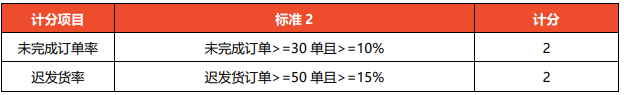 计分项目 标准 2 计分
未完成订单率 未完成订单>=30 单且>=10% 2
迟发货率 迟发货订单>=50 单且>=15% 2